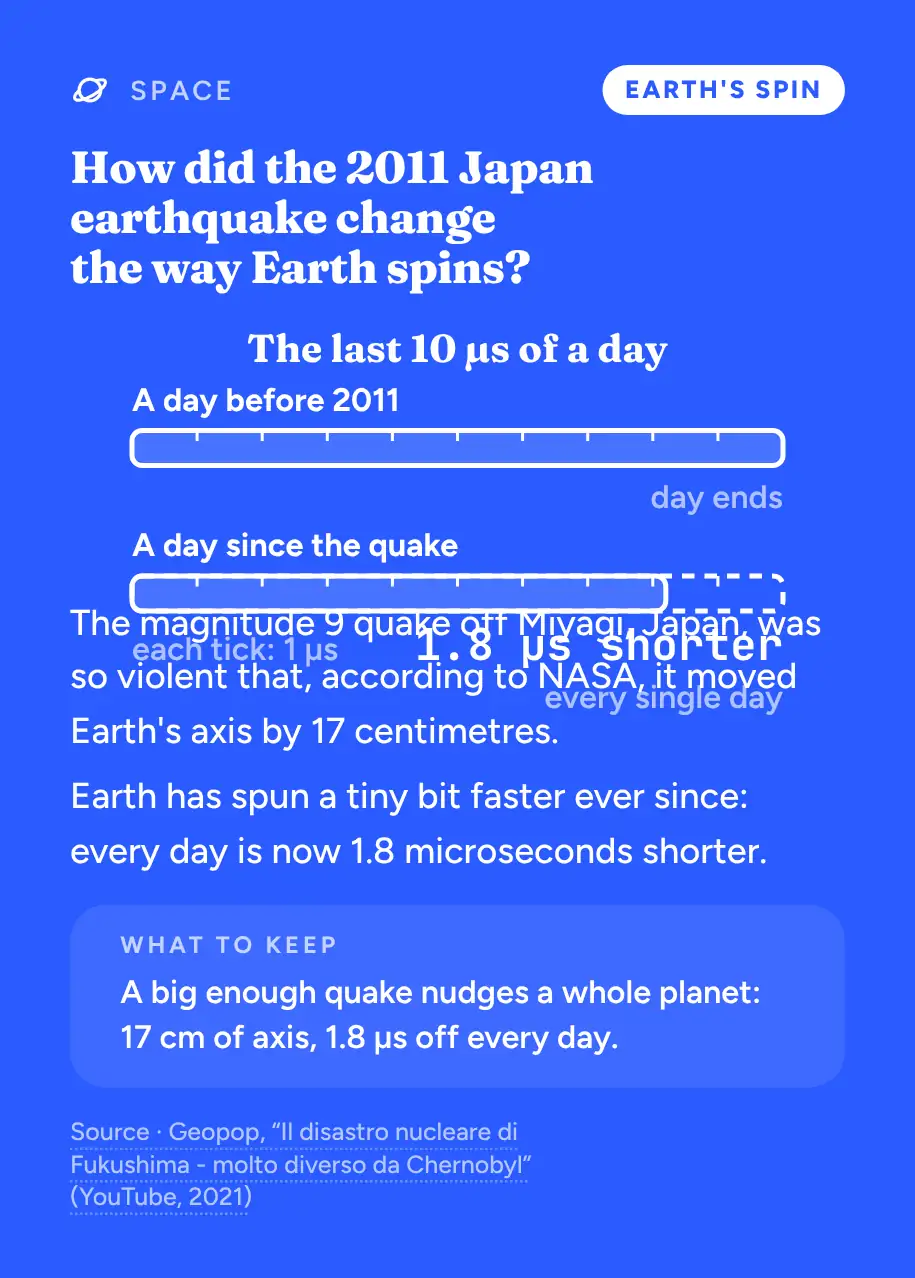 SPACE
EARTH'S SPIN
How did the 2011 Japan
earthquake change
the way Earth spins?
The last 10 µs of a day
A day before 2011
day ends
A day since the quake
The magnitude 9 quake off Miyagi, Japan, was
each tick: 1 µs
1.8 µs shorter
so violent that, according to NASA, it moved
every single day
Earth's axis by 17 centimetres.
Earth has spun a tiny bit faster ever since:
every day is now 1.8 microseconds shorter.
WHAT TO KEEP
A big enough quake nudges a whole planet:
17 cm of axis, 1.8 µs off every day.
Source · Geopop, “Il disastro nucleare di
Fukushima - molto diverso da Chernobyl”
(YouTube, 2021)